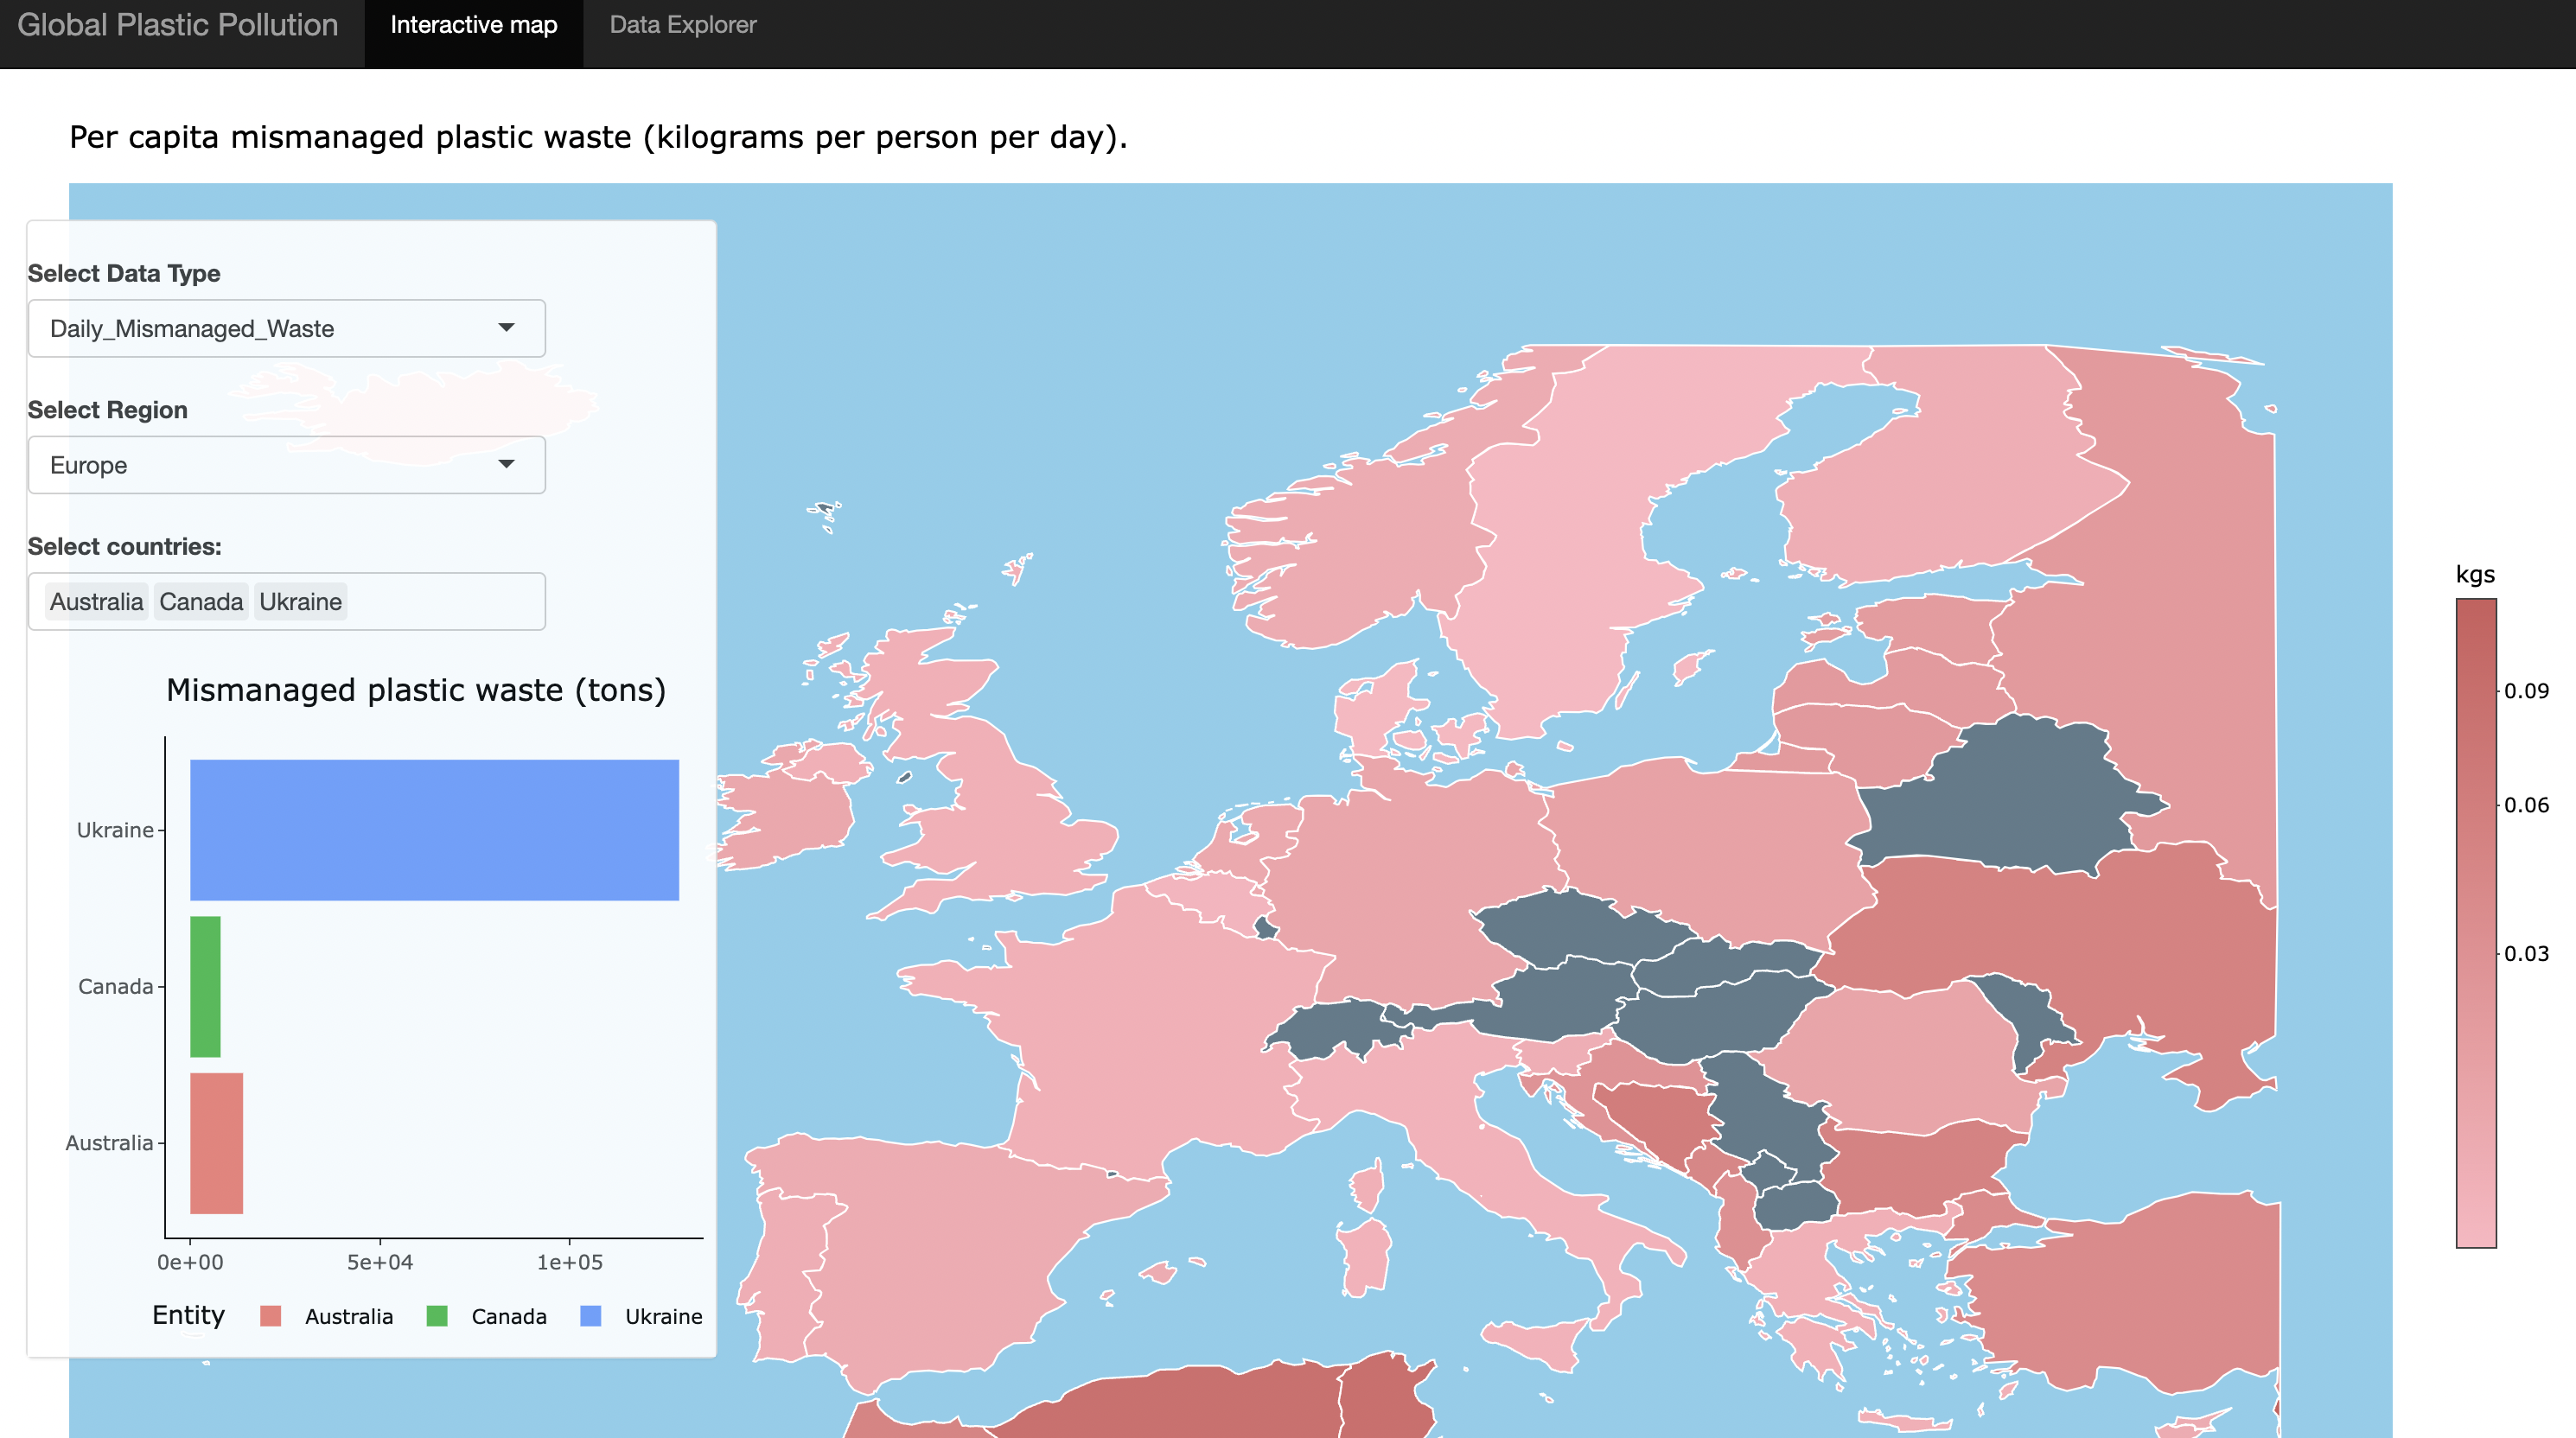 Global Plastic Pollution Interactive map Data Explorer
Per capita mismanaged plastic waste (kilograms per person per day).
Select Data Type
Daily_Mismanaged_Waste
Select Region
Europe
Select countries:
Australia Canada Ukraine
Mismanaged plastic waste (tons)
Ukraine
Canada
Australia
0e+00 5e+04 1e+05
Entity Australia Canada Ukraine
kgs
0.09
0.06
0.03